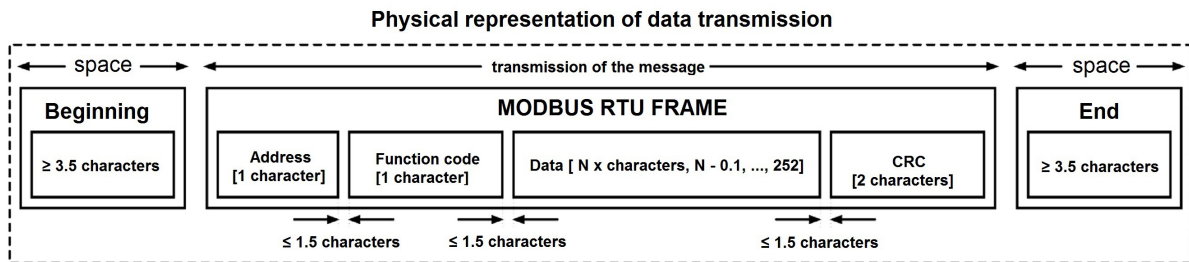 Physical representation of data transmission
space
transmission of the message
space
Beginning
MODBUS RTU FRAME
End
≥ 3.5 characters
Address
[1 character]
Function code
[1 character]
Data [ N x characters, N - 0.1, ..., 252]
CRC
[2 characters]
≥ 3.5 characters
≤ 1.5 characters
≤ 1.5 characters
≤ 1.5 characters